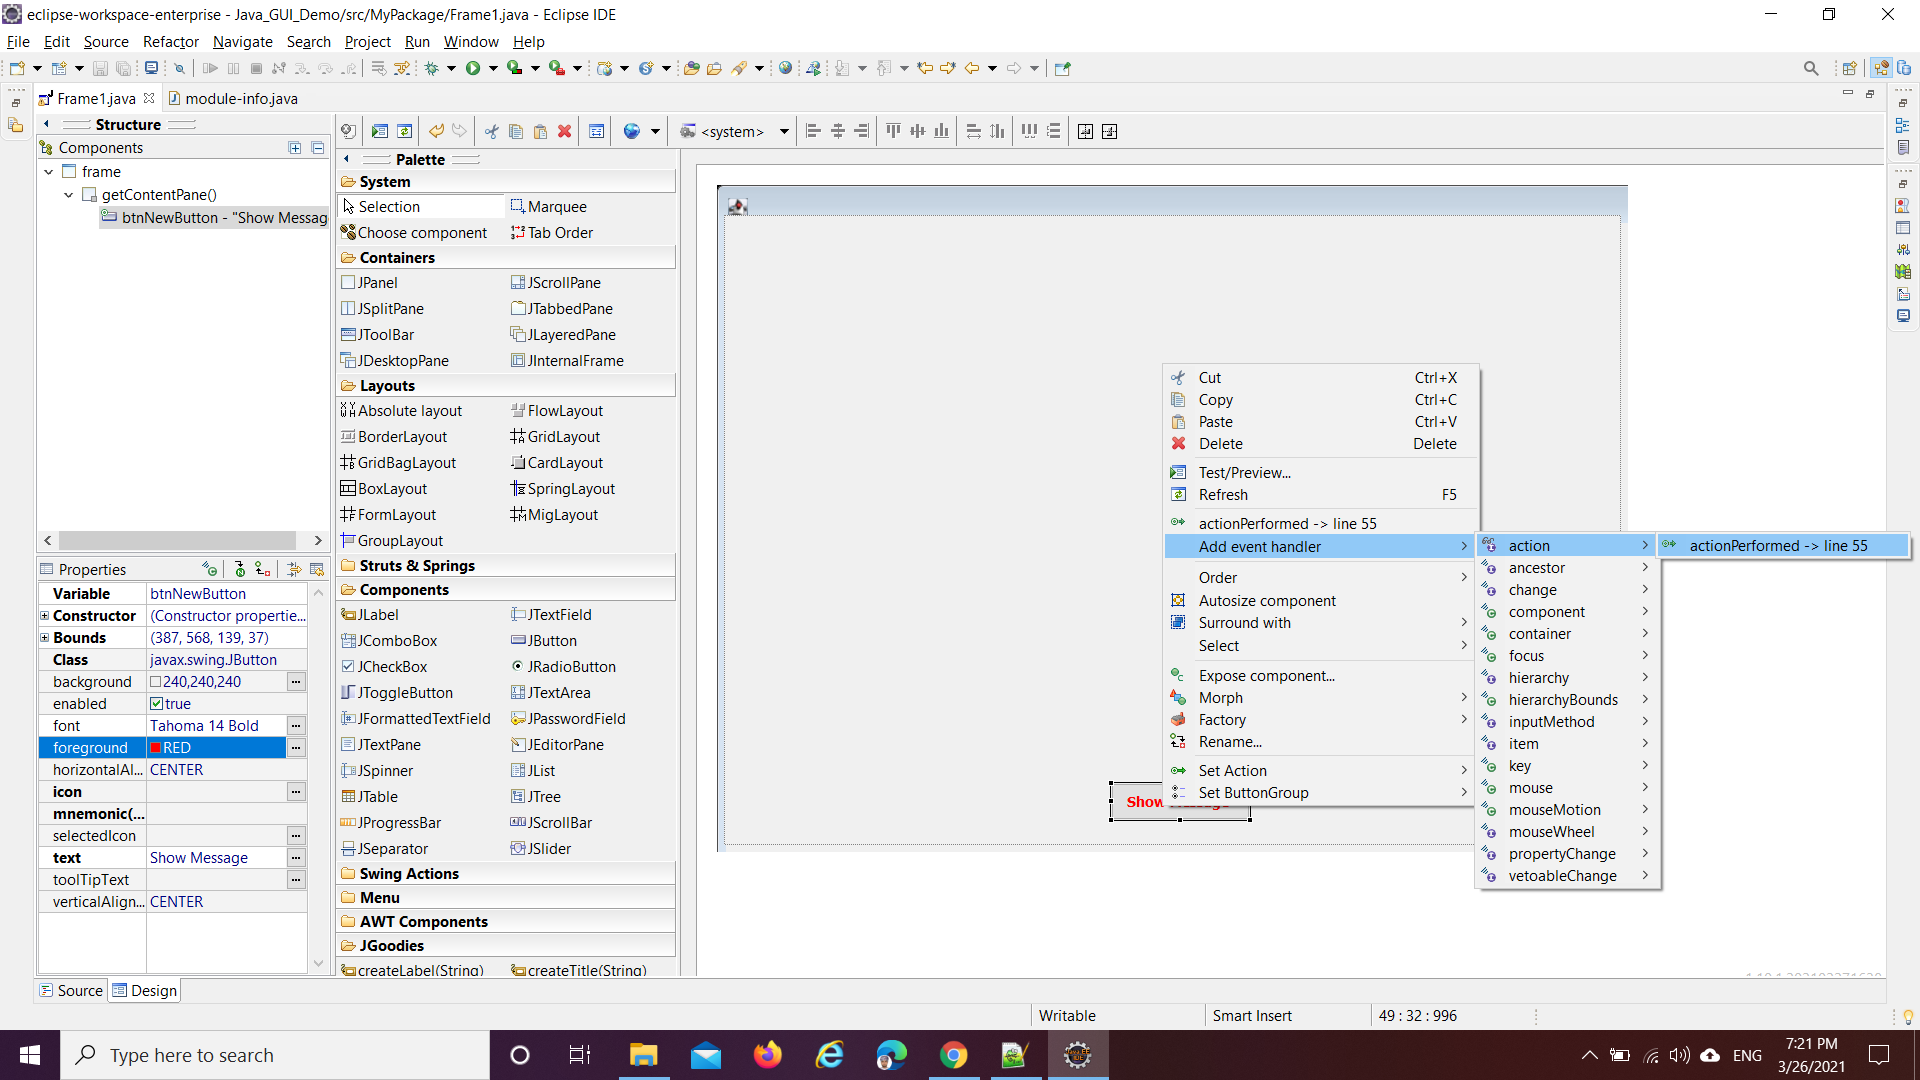 eclipse-workspace-enterprise - Java_GUI_Demo/src/MyPackage/Frame1.java - Eclipse IDE
File Edit Source Refactor Navigate Search Project Run Window Help
Frame1.java module-info.java
Structure
Components
frame
getContentPane()
btnNewButton - "Show Messag
<system>
Palette
System
Selection Marquee
Choose component Tab Order
Containers
JPanel JScrollPane
JSplitPane JTabbedPane
JToolBar JLayeredPane
JDesktopPane JInternalFrame
Layouts
Absolute layout FlowLayout
BorderLayout GridLayout
GridBagLayout CardLayout
BoxLayout SpringLayout
FormLayout MigLayout
GroupLayout
Struts & Springs
Components
JLabel JTextField
JComboBox JButton
JCheckBox JRadioButton
JToggleButton JTextArea
JFormattedTextField JPasswordField
JTextPane JEditorPane
JSpinner JList
JTable JTree
JProgressBar JScrollBar
JSeparator JSlider
Swing Actions
Menu
AWT Components
JGoodies
createLabel(String) createTitle(String)
Properties
Variable btnNewButton
Constructor (Constructor propertie...
Bounds (387, 568, 139, 37)
Class javax.swing.JButton
background 240,240,240
enabled true
font Tahoma 14 Bold
foreground RED
horizontalAl... CENTER
icon
mnemonic(...
selectedIcon
text Show Message
toolTipText
verticalAlign... CENTER
Cut Ctrl+X
Copy Ctrl+C
Paste Ctrl+V
Delete Delete
Test/Preview...
Refresh F5
actionPerformed -> line 55
Add event handler
Order
Autosize component
Surround with
Select
Expose component...
Morph
Factory
Rename...
Set Action
Set ButtonGroup
Show
action
ancestor
change
component
container
focus
hierarchy
hierarchyBounds
inputMethod
item
key
mouse
mouseMotion
mouseWheel
propertyChange
vetoableChange
actionPerformed -> line 55
Source Design
Writable Smart Insert 49 : 32 : 996
Type here to search
ENG
7:21 PM
3/26/2021